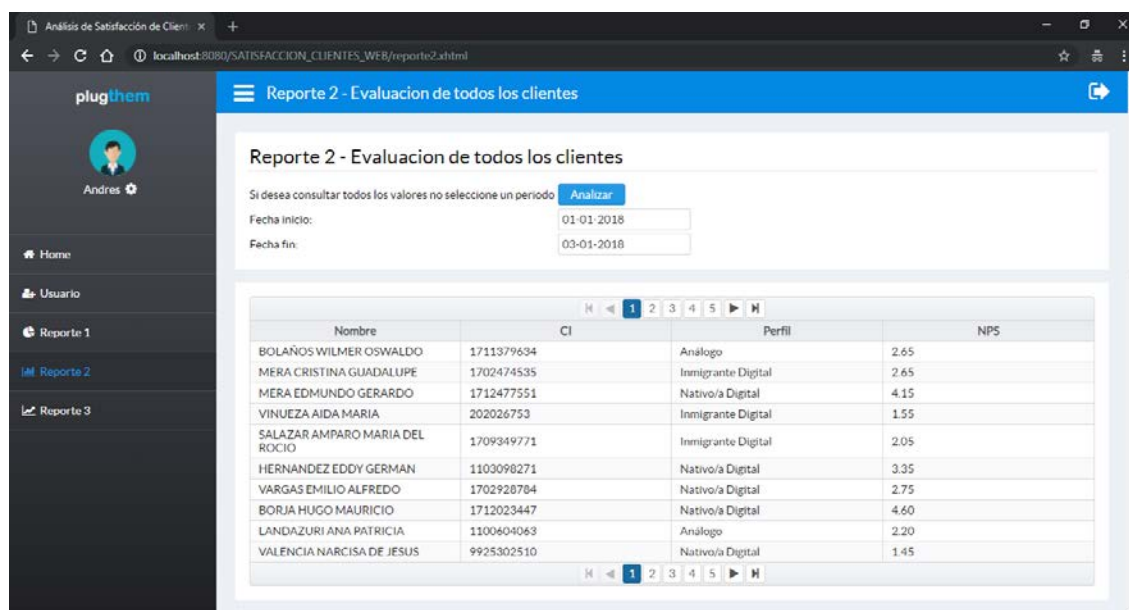 Análisis de Satisfacción de Client
localhost:8080/SATISFACCION_CLIENTES_WEB/reporte2.xhtml
plugthem
Andres
Home
Usuario
Reporte 1
Reporte 2
Reporte 3
Reporte 2 - Evaluacion de todos los clientes
Reporte 2 - Evaluacion de todos los clientes
Si desea consultar todos los valores no seleccione un periodo Analizar
Fecha inicio: 01-01-2018
Fecha fin: 03-01-2018
1 2 3 4 5
Nombre CI Perfil NPS
BOLAÑOS WILMER OSWALDO 1711379634 Análogo 2.65
MERA CRISTINA GUADALUPE 1702474535 Inmigrante Digital 2.65
MERA EDMUNDO GERARDO 1712477551 Nativo/a Digital 4.15
VINUEZA AIDA MARIA 202026753 Inmigrante Digital 1.55
SALAZAR AMPARO MARIA DEL ROCIO 1709349771 Inmigrante Digital 2.05
HERNANDEZ EDDY GERMAN 1103098271 Nativo/a Digital 3.35
VARGAS EMILIO ALFREDO 1702928784 Nativo/a Digital 2.75
BORJA HUGO MAURICIO 1712023447 Nativo/a Digital 4.60
LANDAZURI ANA PATRICIA 1100604063 Análogo 2.20
VALENCIA NARCISA DE JESUS 9925302510 Nativo/a Digital 1.45
1 2 3 4 5